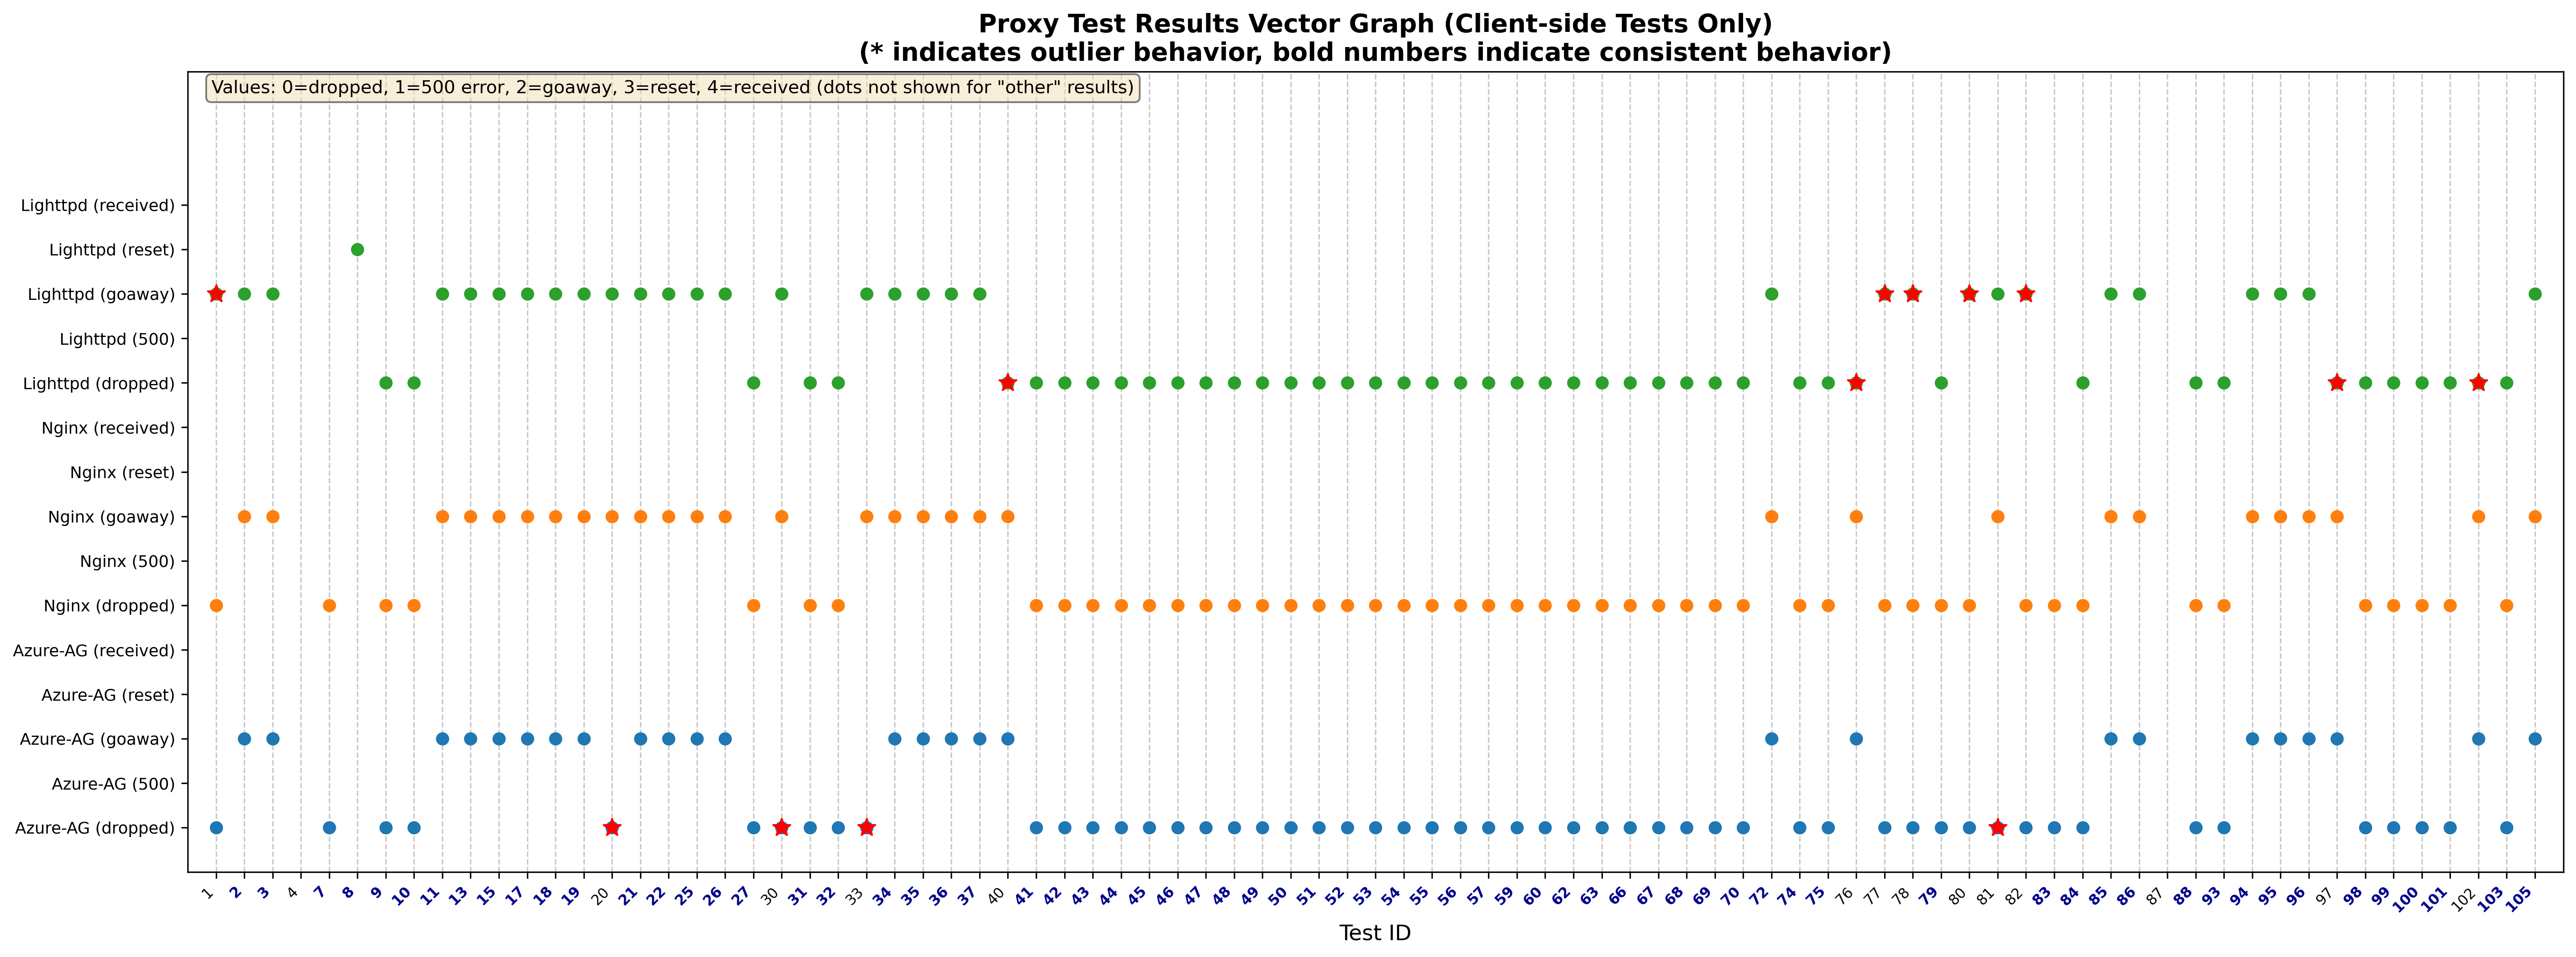 Proxy Test Results Vector Graph (Client-side Tests Only)
(* indicates outlier behavior, bold numbers indicate consistent behavior)
Values: 0=dropped, 1=500 error, 2=goaway, 3=reset, 4=received (dots not shown for "other" results)
Lighttpd (received)
Lighttpd (reset)
Lighttpd (goaway)
Lighttpd (500)
Lighttpd (dropped)
Nginx (received)
Nginx (reset)
Nginx (goaway)
Nginx (500)
Nginx (dropped)
Azure-AG (received)
Azure-AG (reset)
Azure-AG (goaway)
Azure-AG (500)
Azure-AG (dropped)
1 2 3 4 7 8 9 10 11 13 15 17 18 19 20 21 22 25 26 27 30 31 32 33 34 35 36 37 40 41 42 43 44 45 46 47 48 49 50 51 52 53 54 55 56 57 59 60 62 63 66 67 68 69 70 72 74 75 76 77 78 79 80 81 82 83 84 85 86 87 88 93 94 95 96 97 98 99 100 101 102 103 105
Test ID